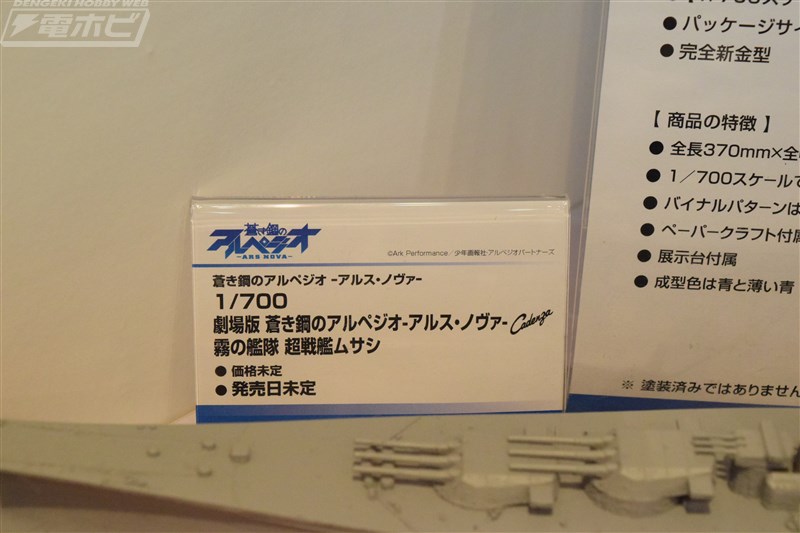 DENGEKI HOBBY WEB
電ホビ
蒼き鋼の
アルペジオ
-ARS NOVA-
©Ark Performance／少年画報社・アルペジオパートナーズ
蒼き鋼のアルペジオ -アルス・ノヴァ-
1/700
劇場版 蒼き鋼のアルペジオ-アルス・ノヴァ- Cadenza
霧の艦隊 超戦艦ムサシ
● 価格未定
● 発売日未定
● パッケージサイ
● 完全新金型
【 商品の特徴 】
● 全長370mm×全
● 1／700スケールで
● バイナルパターンは
● ペーパークラフト付属
● 展示台付属
● 成型色は青と薄い青
※ 塗装済みではありません